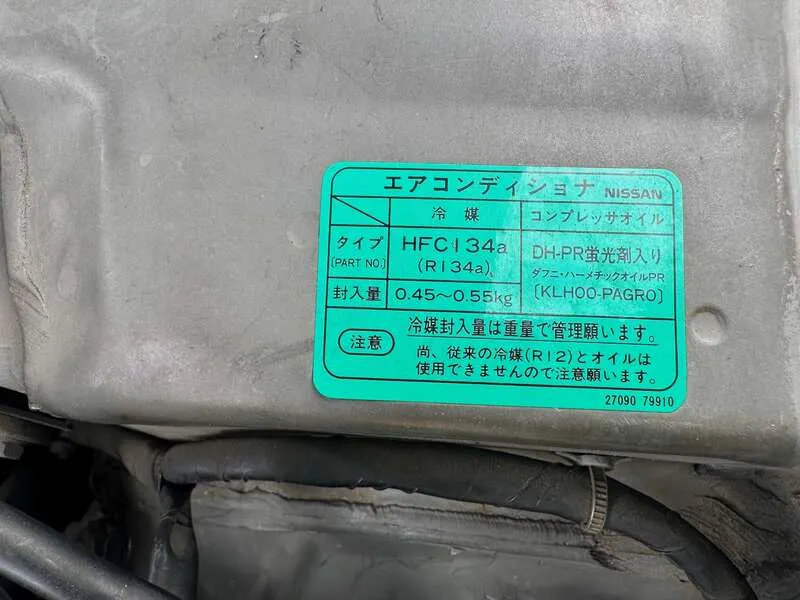 エアコンディショナ NISSAN
冷媒 コンプレッサオイル
タイプ HFC134a DH-PR蛍光剤入り
(PART NO.) (R134a) ダフニ・ハーメチックオイルPR
[KLH00-PAGR0]
封入量 0.45〜0.55kg
注意 冷媒封入量は重量で管理願います。
尚、従来の冷媒(R12)とオイルは
使用できませんので注意願います。
27090 79910